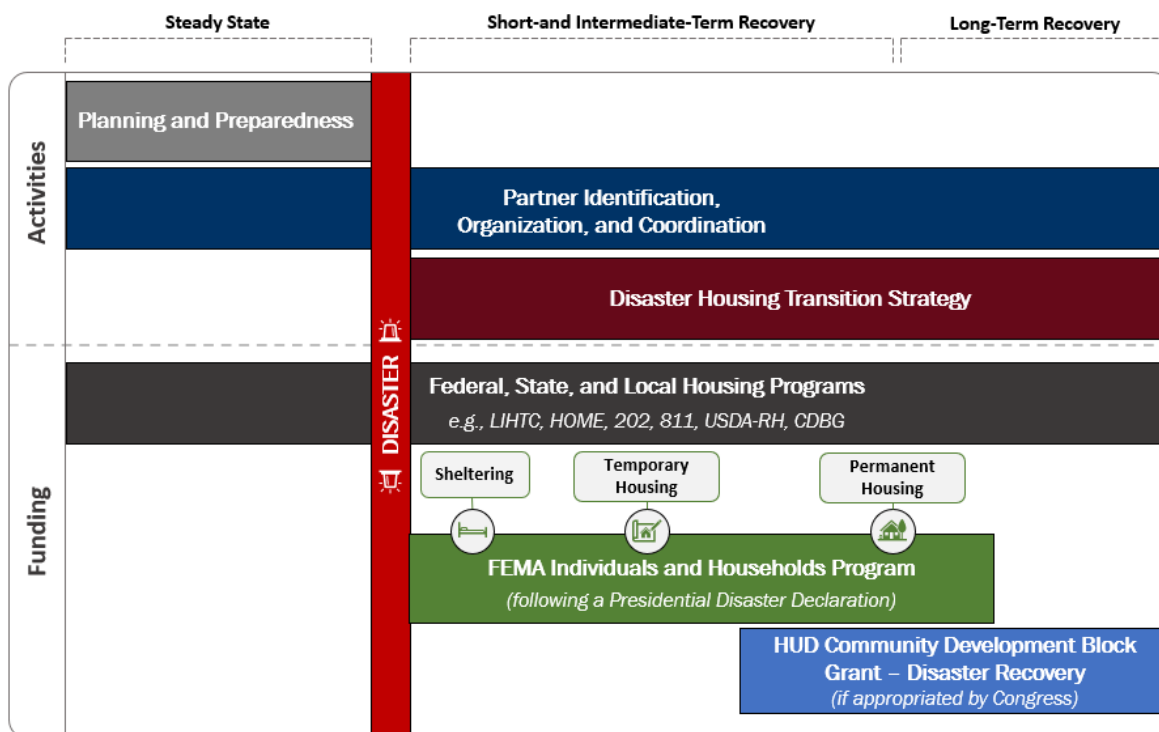 Steady State
Short-and Intermediate-Term Recovery
Long-Term Recovery
Activities
Planning and Preparedness
Partner Identification,
Organization, and Coordination
Disaster Housing Transition Strategy
DISASTER
Funding
Federal, State, and Local Housing Programs
e.g., LIHTC, HOME, 202, 811, USDA-RH, CDBG
Sheltering
Temporary
Housing
Permanent
Housing
FEMA Individuals and Households Program
(following a Presidential Disaster Declaration)
HUD Community Development Block
Grant – Disaster Recovery
(if appropriated by Congress)